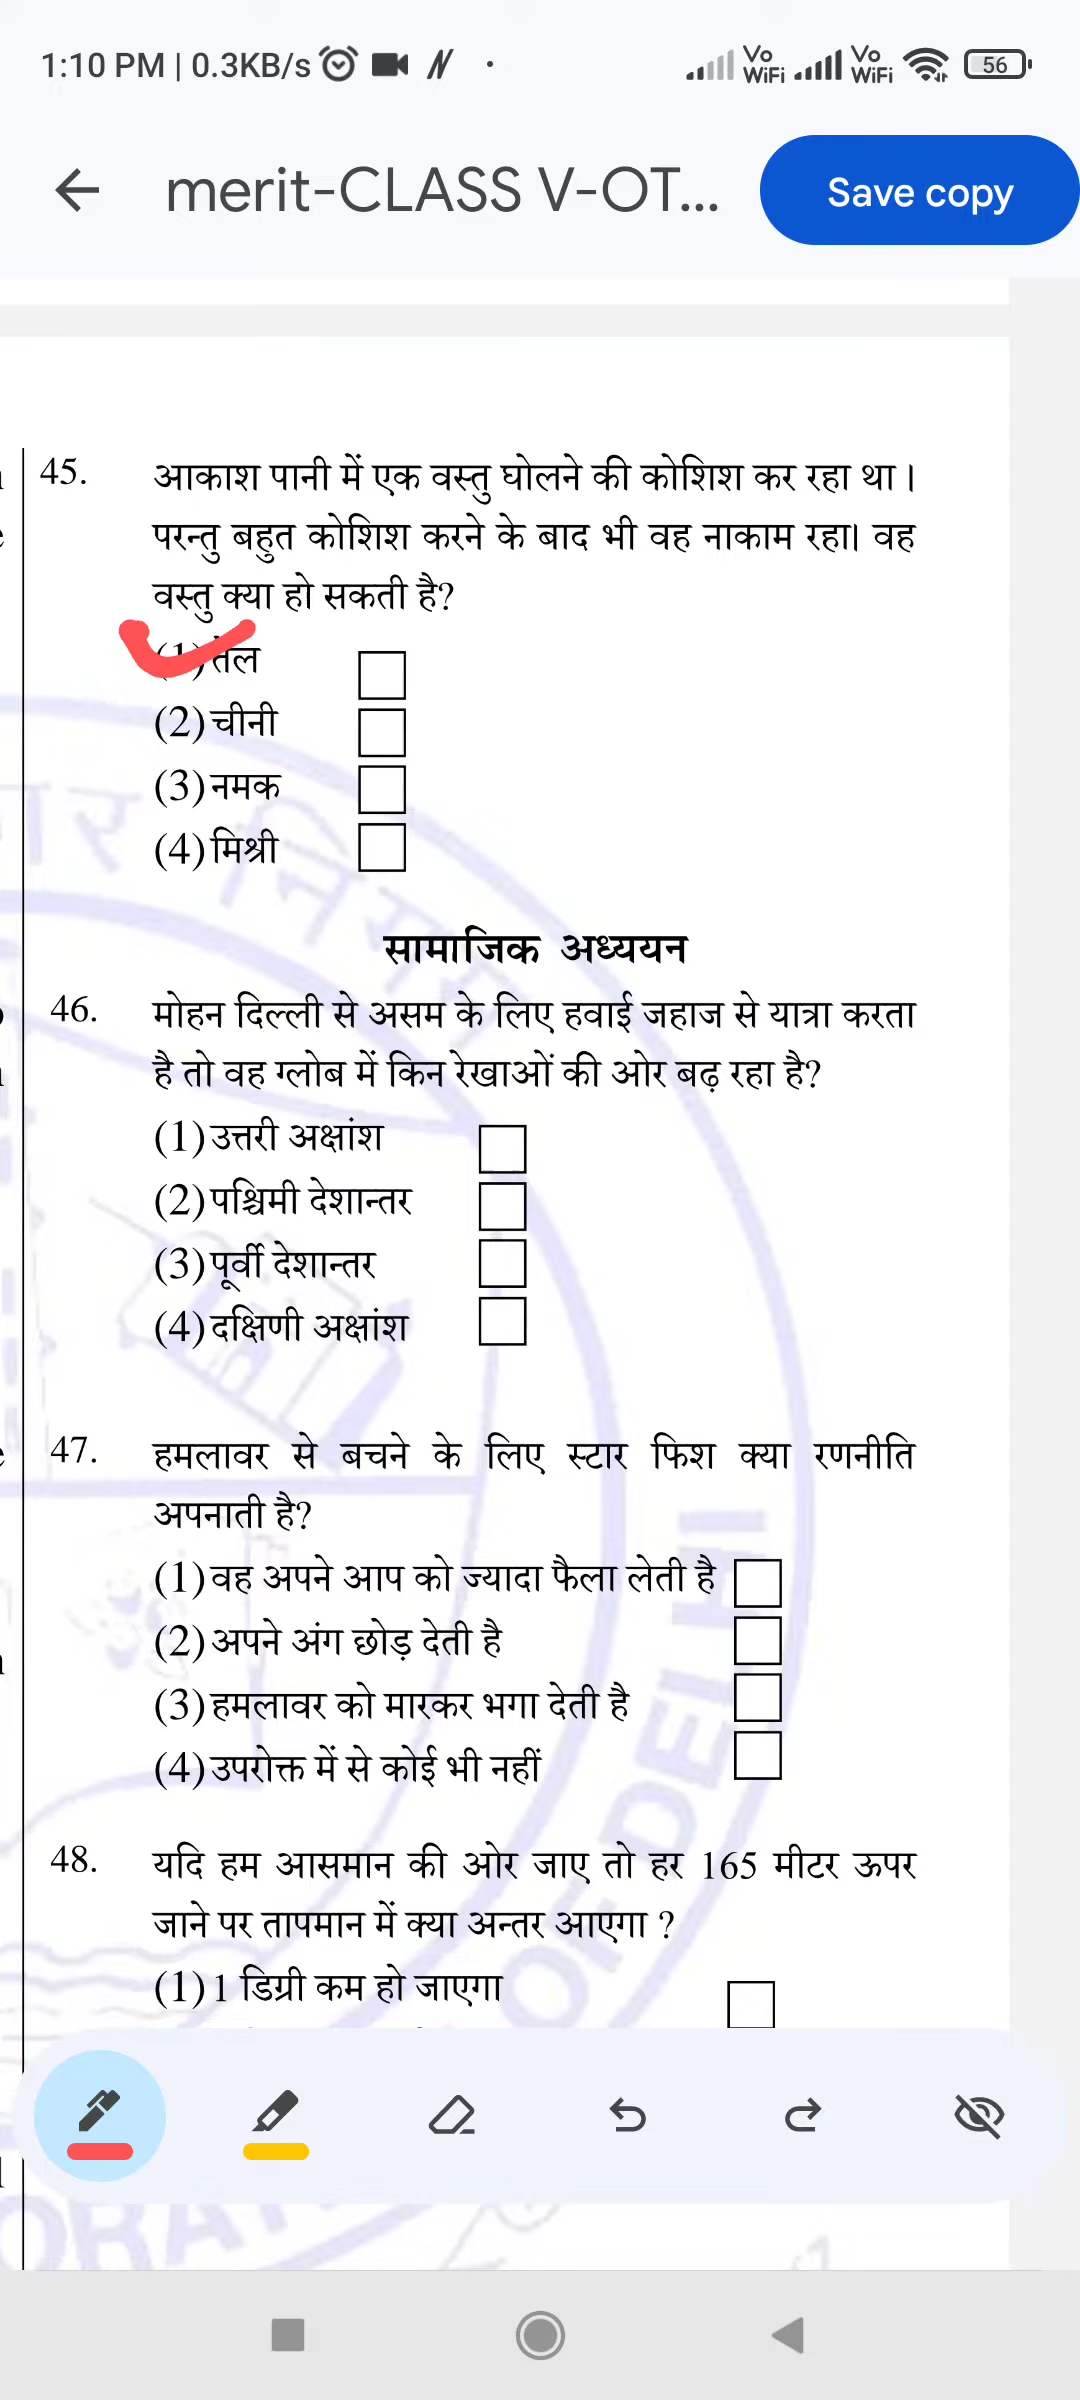 1:10 PM | 0.3KB/s
Vo WiFi Vo WiFi 56
merit-CLASS V-OT...
Save copy
45. आकाश पानी में एक वस्तु घोलने की कोशिश कर रहा था ।
परन्तु बहुत कोशिश करने के बाद भी वह नाकाम रहा। वह
वस्तु क्या हो सकती है?
(1) तेल
(2) चीनी
(3) नमक
(4) मिश्री
सामाजिक अध्ययन
46. मोहन दिल्ली से असम के लिए हवाई जहाज से यात्रा करता
है तो वह ग्लोब में किन रेखाओं की ओर बढ़ रहा है?
(1) उत्तरी अक्षांश
(2) पश्चिमी देशान्तर
(3) पूर्वी देशान्तर
(4) दक्षिणी अक्षांश
47. हमलावर से बचने के लिए स्टार फिश क्या रणनीति
अपनाती है?
(1) वह अपने आप को ज्यादा फैला लेती है
(2) अपने अंग छोड़ देती है
(3) हमलावर को मारकर भगा देती है
(4) उपरोक्त में से कोई भी नहीं
48. यदि हम आसमान की ओर जाए तो हर 165 मीटर ऊपर
जाने पर तापमान में क्या अन्तर आएगा ?
(1) 1 डिग्री कम हो जाएगा
OF DELHI